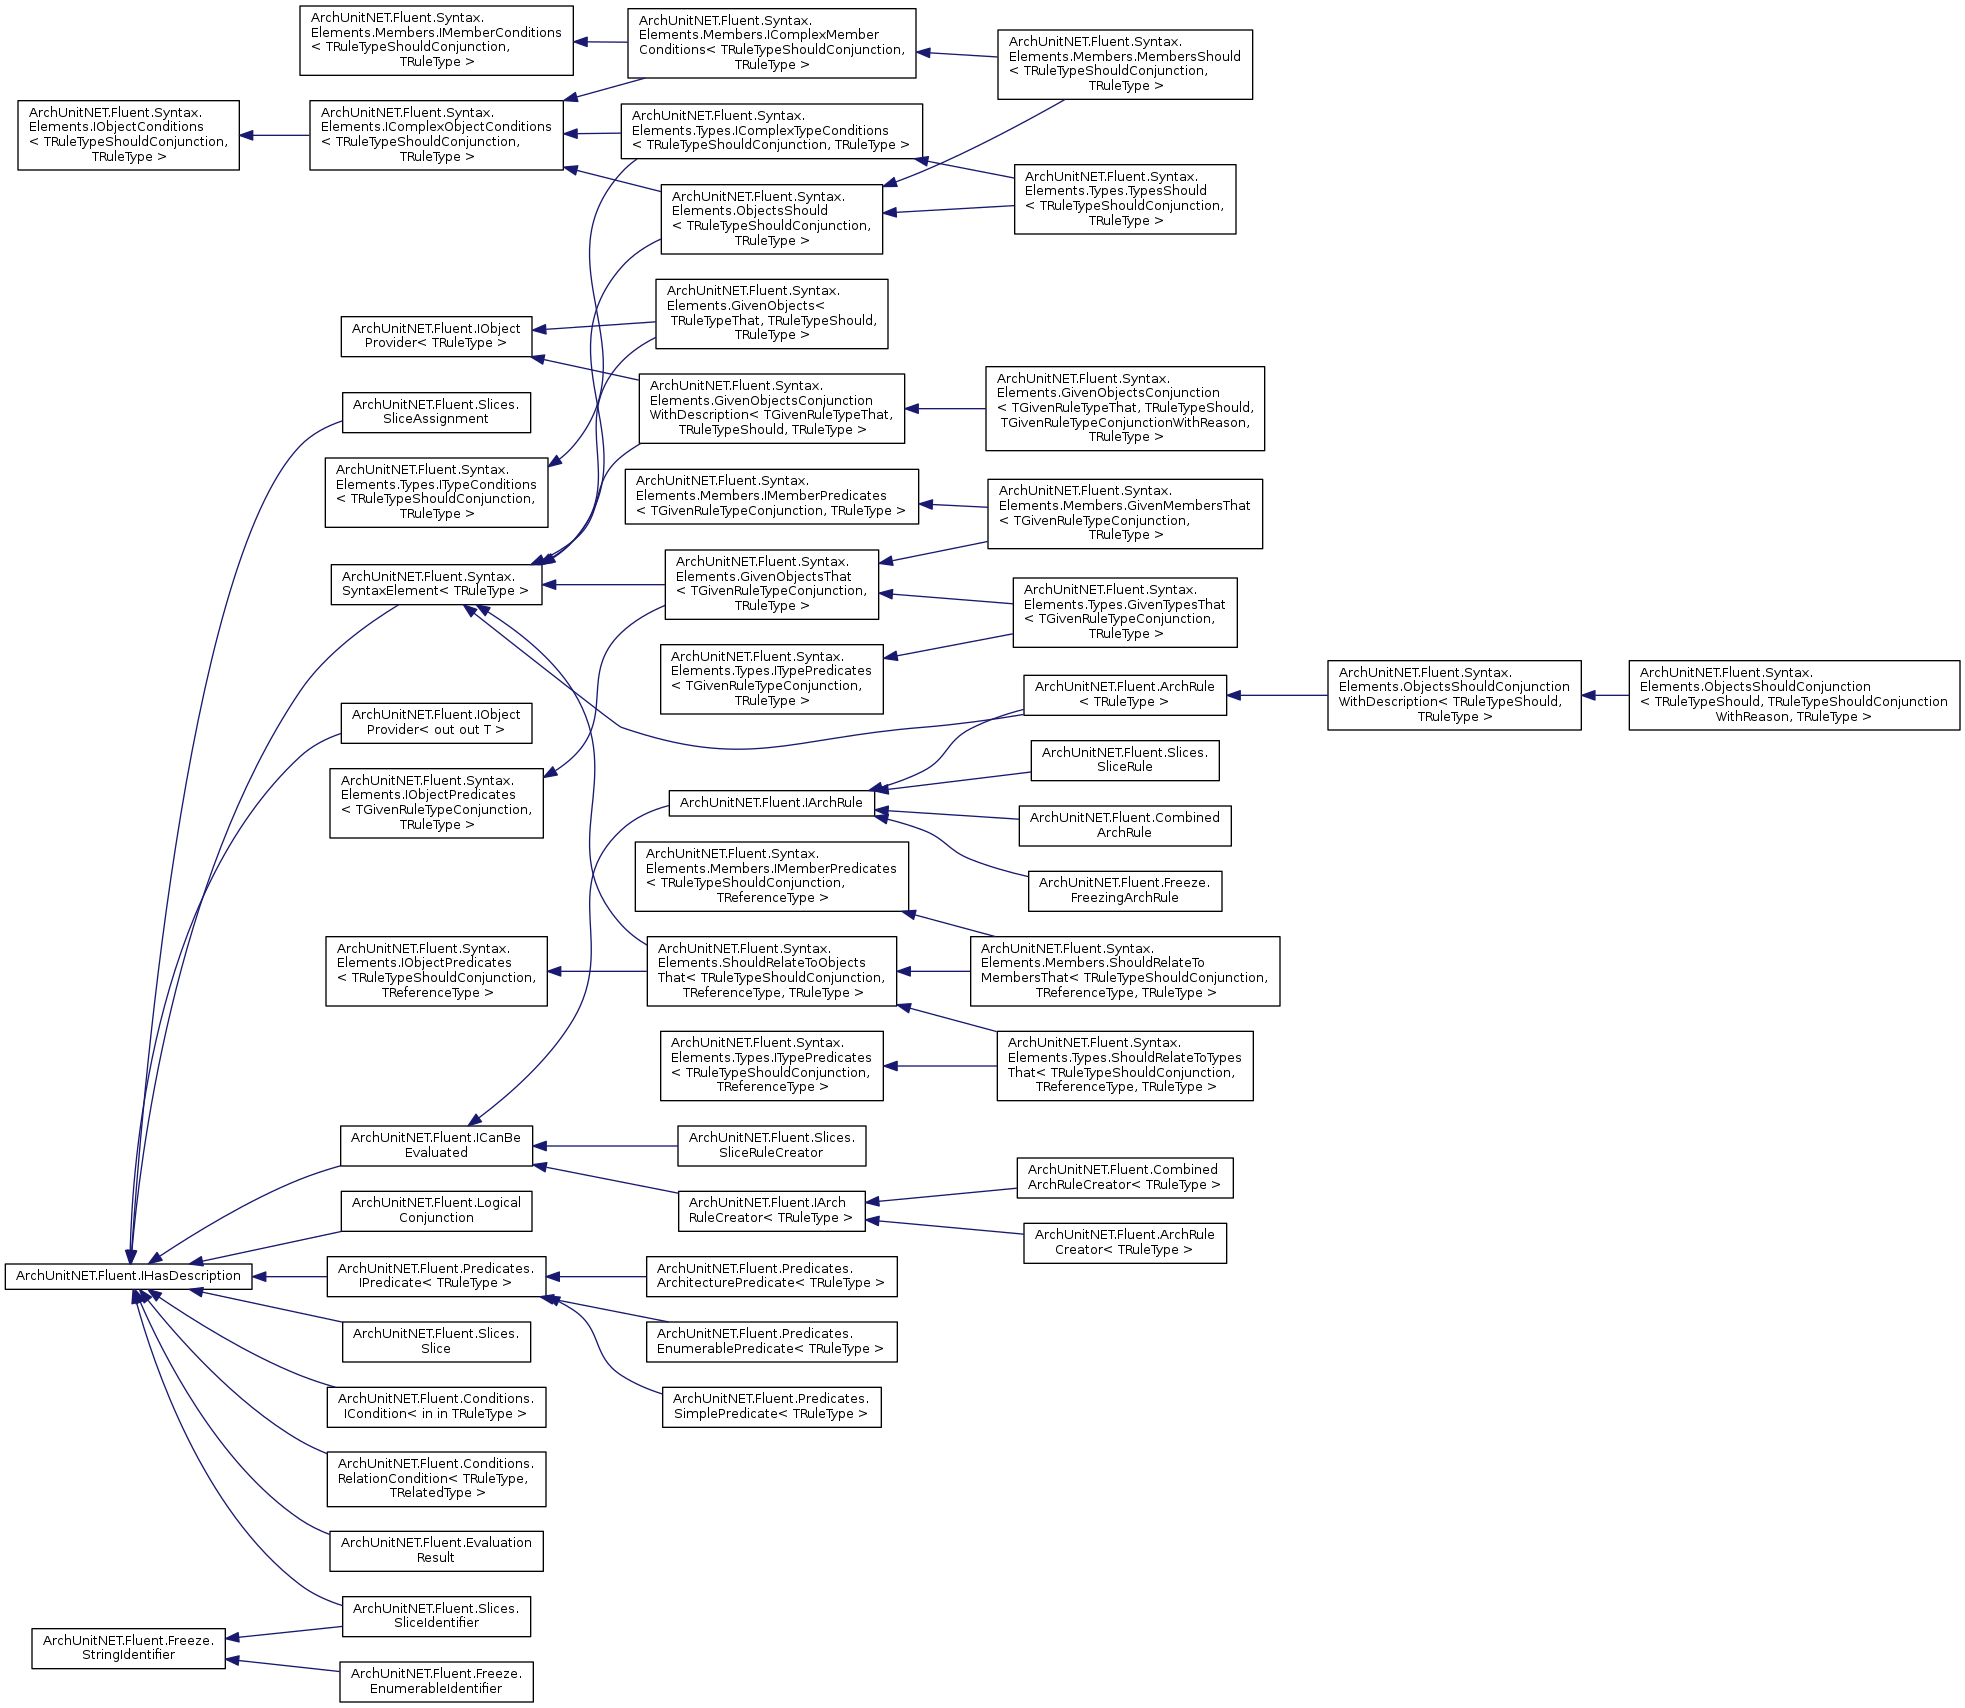 ArchUnitNET.Fluent.Syntax.
Elements.Members.IMemberConditions
< TRuleTypeShouldConjunction,
TRuleType >
ArchUnitNET.Fluent.Syntax.
Elements.Members.IComplexMember
Conditions< TRuleTypeShouldConjunction,
TRuleType >
ArchUnitNET.Fluent.Syntax.
Elements.Members.MembersShould
< TRuleTypeShouldConjunction,
TRuleType >
ArchUnitNET.Fluent.Syntax.
Elements.IObjectConditions
< TRuleTypeShouldConjunction,
TRuleType >
ArchUnitNET.Fluent.Syntax.
Elements.IComplexObjectConditions
< TRuleTypeShouldConjunction,
TRuleType >
ArchUnitNET.Fluent.Syntax.
Elements.Types.IComplexTypeConditions
< TRuleTypeShouldConjunction, TRuleType >
ArchUnitNET.Fluent.Syntax.
Elements.Types.TypesShould
< TRuleTypeShouldConjunction,
TRuleType >
ArchUnitNET.Fluent.Syntax.
Elements.ObjectsShould
< TRuleTypeShouldConjunction,
TRuleType >
ArchUnitNET.Fluent.Syntax.
Elements.GivenObjects<
TRuleTypeThat, TRuleTypeShould,
TRuleType >
ArchUnitNET.Fluent.IObject
Provider< TRuleType >
ArchUnitNET.Fluent.Syntax.
Elements.GivenObjectsConjunction
WithDescription< TGivenRuleTypeThat,
TRuleTypeShould, TRuleType >
ArchUnitNET.Fluent.Syntax.
Elements.GivenObjectsConjunction
< TGivenRuleTypeThat, TRuleTypeShould,
TGivenRuleTypeConjunctionWithReason,
TRuleType >
ArchUnitNET.Fluent.Slices.
SliceAssignment
ArchUnitNET.Fluent.Syntax.
Elements.Types.ITypeConditions
< TRuleTypeShouldConjunction,
TRuleType >
ArchUnitNET.Fluent.Syntax.
Elements.Members.IMemberPredicates
< TGivenRuleTypeConjunction, TRuleType >
ArchUnitNET.Fluent.Syntax.
Elements.Members.GivenMembersThat
< TGivenRuleTypeConjunction,
TRuleType >
ArchUnitNET.Fluent.Syntax.
SyntaxElement< TRuleType >
ArchUnitNET.Fluent.Syntax.
Elements.GivenObjectsThat
< TGivenRuleTypeConjunction,
TRuleType >
ArchUnitNET.Fluent.Syntax.
Elements.Types.GivenTypesThat
< TGivenRuleTypeConjunction,
TRuleType >
ArchUnitNET.Fluent.Syntax.
Elements.Types.ITypePredicates
< TGivenRuleTypeConjunction,
TRuleType >
ArchUnitNET.Fluent.ArchRule
< TRuleType >
ArchUnitNET.Fluent.Syntax.
Elements.ObjectsShouldConjunction
WithDescription< TRuleTypeShould,
TRuleType >
ArchUnitNET.Fluent.Syntax.
Elements.ObjectsShouldConjunction
< TRuleTypeShould, TRuleTypeShouldConjunction
WithReason, TRuleType >
ArchUnitNET.Fluent.IObject
Provider< out out T >
ArchUnitNET.Fluent.Slices.
SliceRule
ArchUnitNET.Fluent.Syntax.
Elements.IObjectPredicates
< TGivenRuleTypeConjunction,
TRuleType >
ArchUnitNET.Fluent.IArchRule
ArchUnitNET.Fluent.Combined
ArchRule
ArchUnitNET.Fluent.Syntax.
Elements.Members.IMemberPredicates
< TRuleTypeShouldConjunction,
TReferenceType >
ArchUnitNET.Fluent.Freeze.
FreezingArchRule
ArchUnitNET.Fluent.Syntax.
Elements.IObjectPredicates
< TRuleTypeShouldConjunction,
TReferenceType >
ArchUnitNET.Fluent.Syntax.
Elements.ShouldRelateToObjects
That< TRuleTypeShouldConjunction,
TReferenceType, TRuleType >
ArchUnitNET.Fluent.Syntax.
Elements.Members.ShouldRelateTo
MembersThat< TRuleTypeShouldConjunction,
TReferenceType, TRuleType >
ArchUnitNET.Fluent.Syntax.
Elements.Types.ITypePredicates
< TRuleTypeShouldConjunction,
TReferenceType >
ArchUnitNET.Fluent.Syntax.
Elements.Types.ShouldRelateToTypes
That< TRuleTypeShouldConjunction,
TReferenceType, TRuleType >
ArchUnitNET.Fluent.ICanBe
Evaluated
ArchUnitNET.Fluent.Slices.
SliceRuleCreator
ArchUnitNET.Fluent.Combined
ArchRuleCreator< TRuleType >
ArchUnitNET.Fluent.Logical
Conjunction
ArchUnitNET.Fluent.IArch
RuleCreator< TRuleType >
ArchUnitNET.Fluent.ArchRule
Creator< TRuleType >
ArchUnitNET.Fluent.IHasDescription
ArchUnitNET.Fluent.Predicates.
IPredicate< TRuleType >
ArchUnitNET.Fluent.Predicates.
ArchitecturePredicate< TRuleType >
ArchUnitNET.Fluent.Slices.
Slice
ArchUnitNET.Fluent.Predicates.
EnumerablePredicate< TRuleType >
ArchUnitNET.Fluent.Conditions.
ICondition< in in TRuleType >
ArchUnitNET.Fluent.Predicates.
SimplePredicate< TRuleType >
ArchUnitNET.Fluent.Conditions.
RelationCondition< TRuleType,
TRelatedType >
ArchUnitNET.Fluent.Evaluation
Result
ArchUnitNET.Fluent.Slices.
SliceIdentifier
ArchUnitNET.Fluent.Freeze.
StringIdentifier
ArchUnitNET.Fluent.Freeze.
EnumerableIdentifier